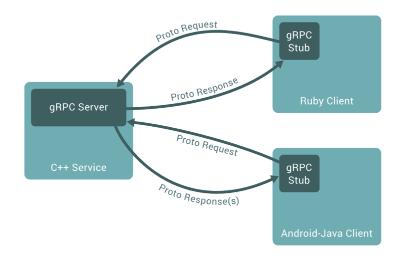 Proto Request
gRPC
Stub
gRPC Server
Proto Response
Ruby Client
C++ Service
Proto Request
gRPC
Stub
Proto Response(s)
Android-Java Client